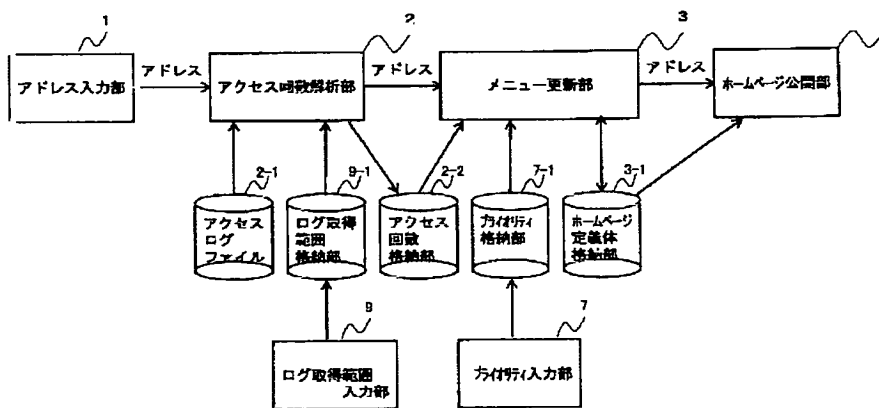 1
2
3
アドレス入力部
アドレス
アクセス回数解析部
アドレス
メニュー更新部
アドレス
ホームページ公開部
2-1
9-1
2-2
7-1
3-1
アクセス
ログ
ファイル
ログ取得
範囲
格納部
アクセス
回数
格納部
プライオリティ
格納部
ホームページ
定義体
格納部
9
7
ログ取得範囲
入力部
プライオリティ入力部